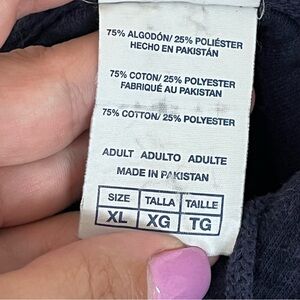 75% ALGODÓN/ 25% POLIÉSTER
HECHO EN PAKISTÁN
75% COTON/ 25% POLYESTER
FABRIQUÉ AU PAKISTAN
75% COTTON/ 25% POLYESTER
ADULT ADULTO ADULTE
MADE IN PAKISTAN
SIZE TALLA TAILLE
XL XG TG